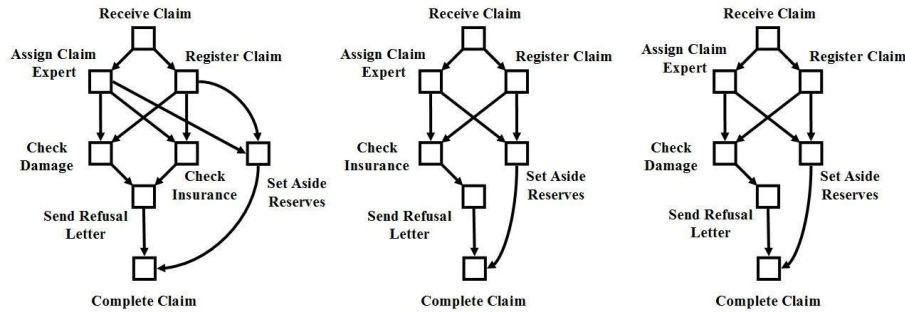 Receive Claim
Assign Claim
Expert
Register Claim
Check
Damage
Check
Insurance
Set Aside
Reserves
Send Refusal
Letter
Complete Claim
Receive Claim
Assign Claim
Expert
Register Claim
Check
Insurance
Set Aside
Reserves
Send Refusal
Letter
Complete Claim
Receive Claim
Assign Claim
Expert
Register Claim
Check
Damage
Set Aside
Reserves
Send Refusal
Letter
Complete Claim